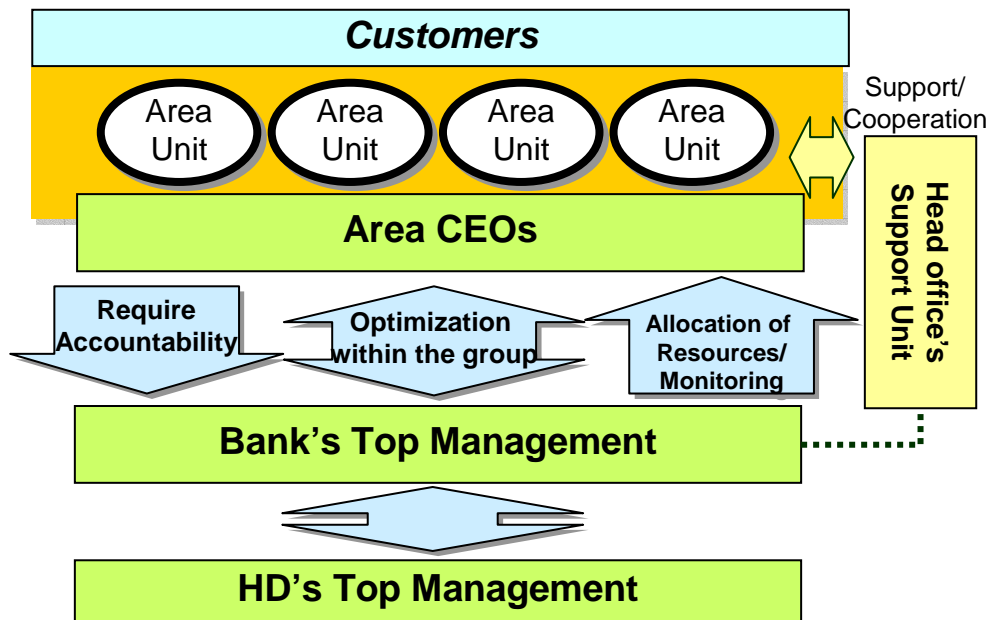 Customers
Area
Unit
Area
Unit
Area
Unit
Area
Unit
Support/
Cooperation
Area CEOs
Head office's
Support Unit
Require
Accountability
Optimization
within the group
Allocation of
Resources/
Monitoring
Bank's Top Management
HD's Top Management